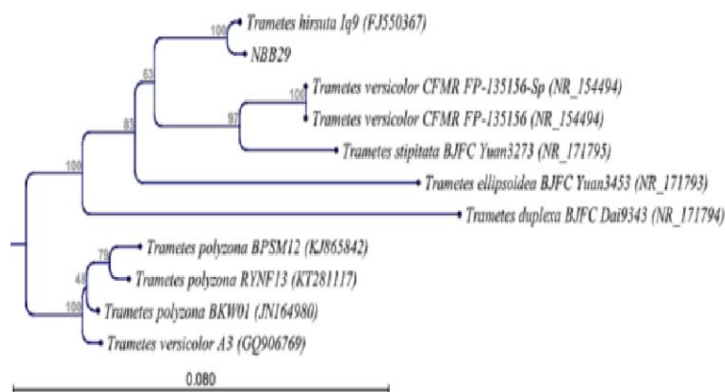 100
Trametes hirsuta Iq9 (FJ550367)
NBB29
63
Trametes versicolor CFMR FP-135156-Sp (NR_154494)
100
97
Trametes versicolor CFMR FP-135156 (NR_154494)
83
Trametes stipitata BJFC Yuan3273 (NR_171795)
100
Trametes ellipsoidea BJFC Yuan3453 (NR_171793)
Trametes duplexa BJFC Dai9343 (NR_171794)
Trametes polyzona BPSM12 (KJ865842)
79
Trametes polyzona RYNF13 (KT281117)
48
Trametes polyzona BKW01 (JN164980)
100
Trametes versicolor A3 (GQ906769)
0.080